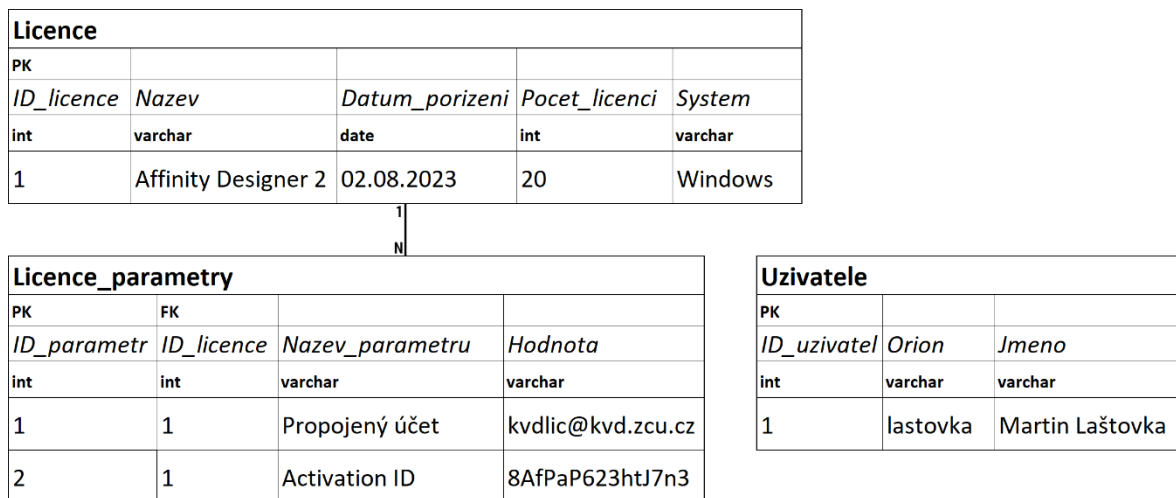 Licence
PK
ID_licence Nazev Datum_porizeni Pocet_licenci System
int varchar date int varchar
1 Affinity Designer 2 02.08.2023 20 Windows
1
N
Licence_parametry
PK FK
ID_parametr ID_licence Nazev_parametru Hodnota
int int varchar varchar
1 1 Propojený účet kvdlic@kvd.zcu.cz
2 1 Activation ID 8AfPaP623htJ7n3
Uzivatele
PK
ID_uzivatel Orion Jmeno
int varchar varchar
1 lastovka Martin Laštovka